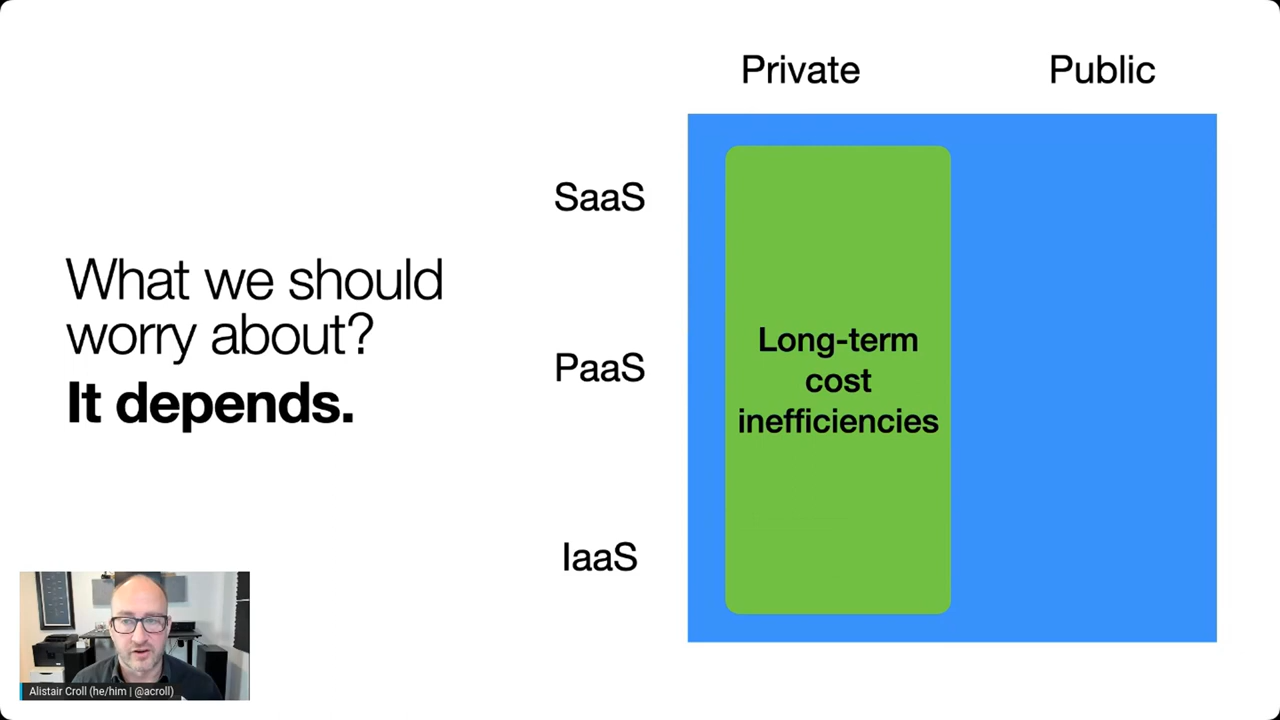 Private
Public
SaaS
PaaS
IaaS
What we should
worry about?
It depends.
Long-term
cost
inefficiencies
Alistair Croll (he/him | @acroll)